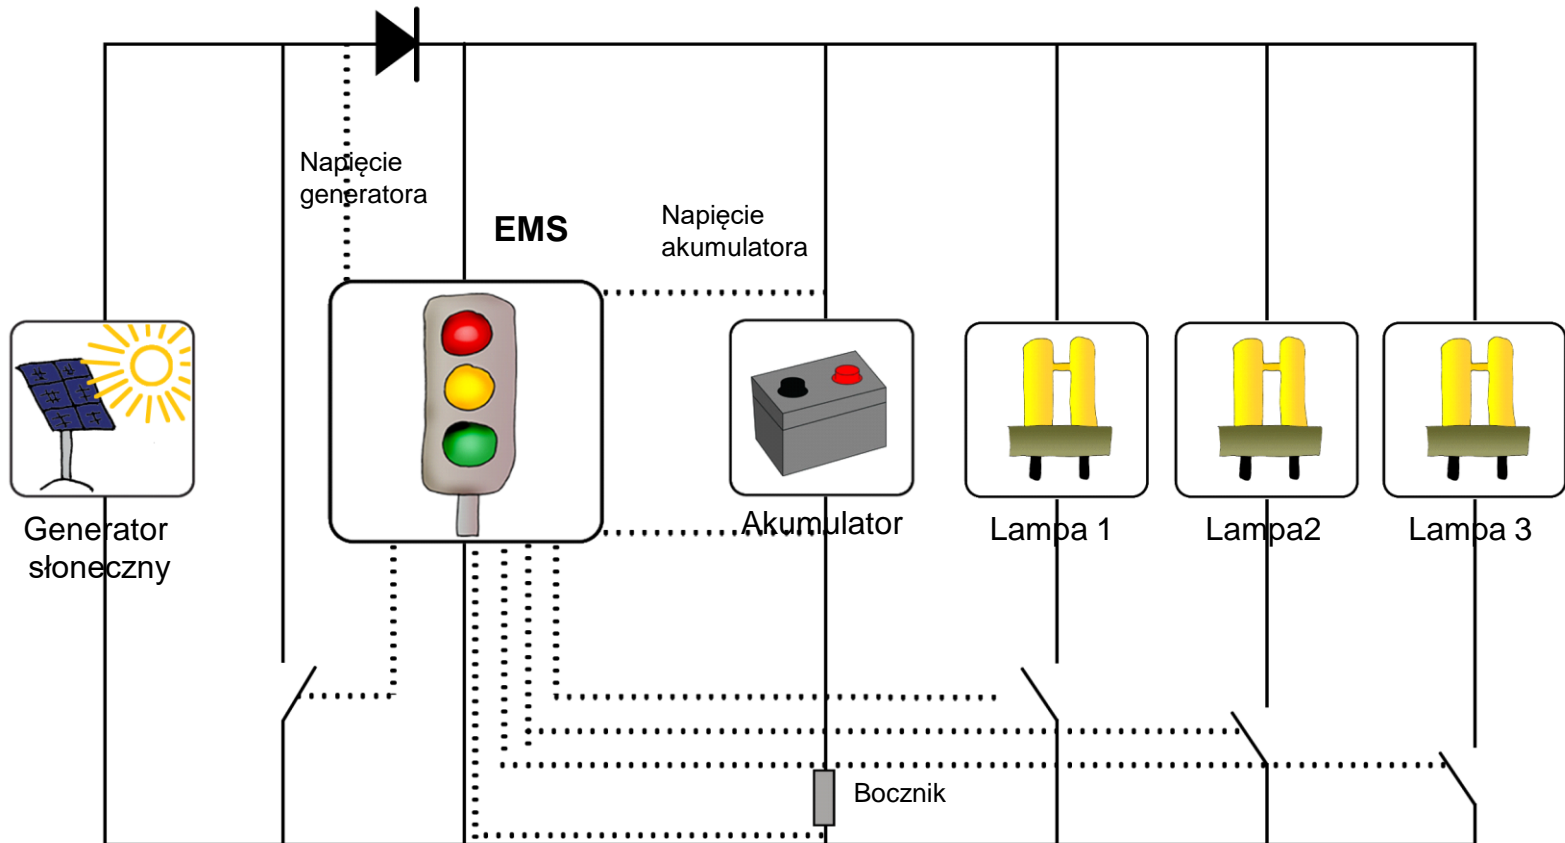 Napięcie
generatora
EMS
Napięcie
akumulatora
Generator
słoneczny
Akumulator
Lampa 1
Lampa2
Lampa 3
Bocznik